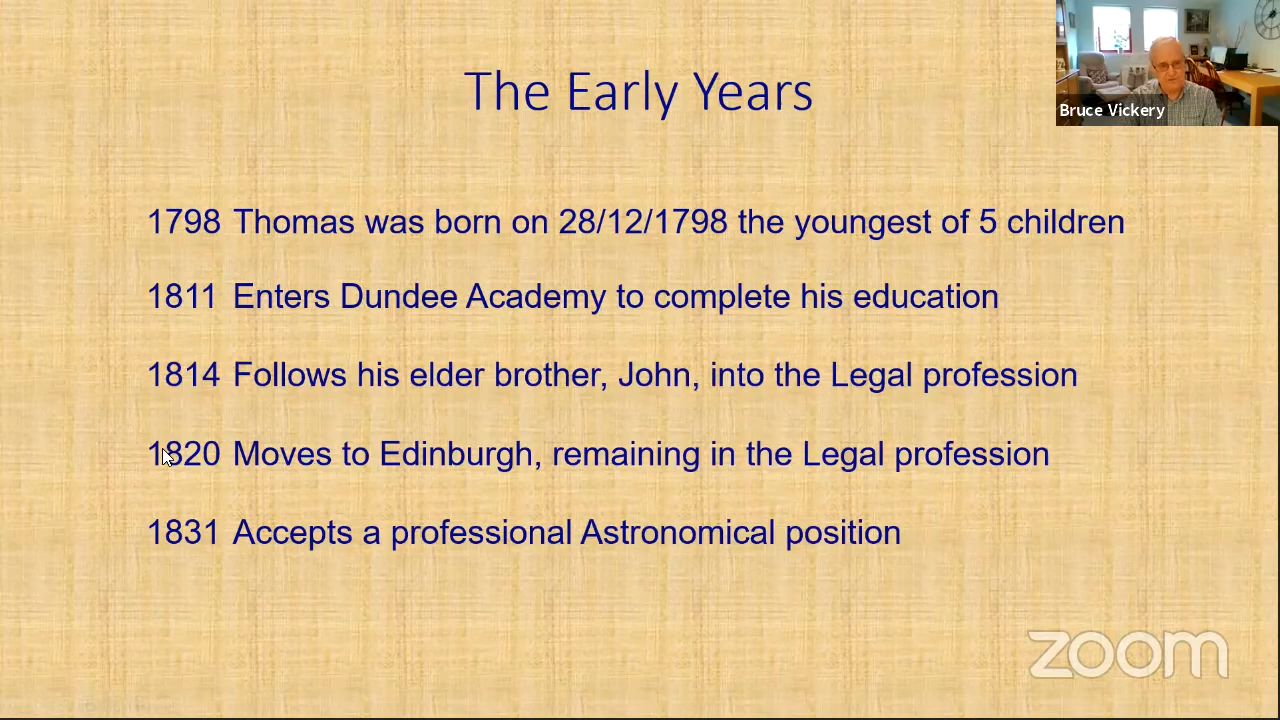 The Early Years
Bruce Vickery
1798 Thomas was born on 28/12/1798 the youngest of 5 children
1811 Enters Dundee Academy to complete his education
1814 Follows his elder brother, John, into the Legal profession
1820 Moves to Edinburgh, remaining in the Legal profession
1831 Accepts a professional Astronomical position
zoom